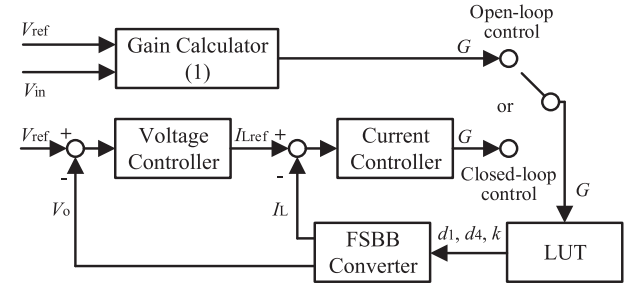 Open-loop
control
Vref
Gain Calculator
(1)
G
Vin
or
Vref
+
-
Voltage
Controller
ILref
+
-
Current
Controller
G
Closed-loop
control
G
Vo
IL
FSBB
Converter
d1, d4, k
LUT